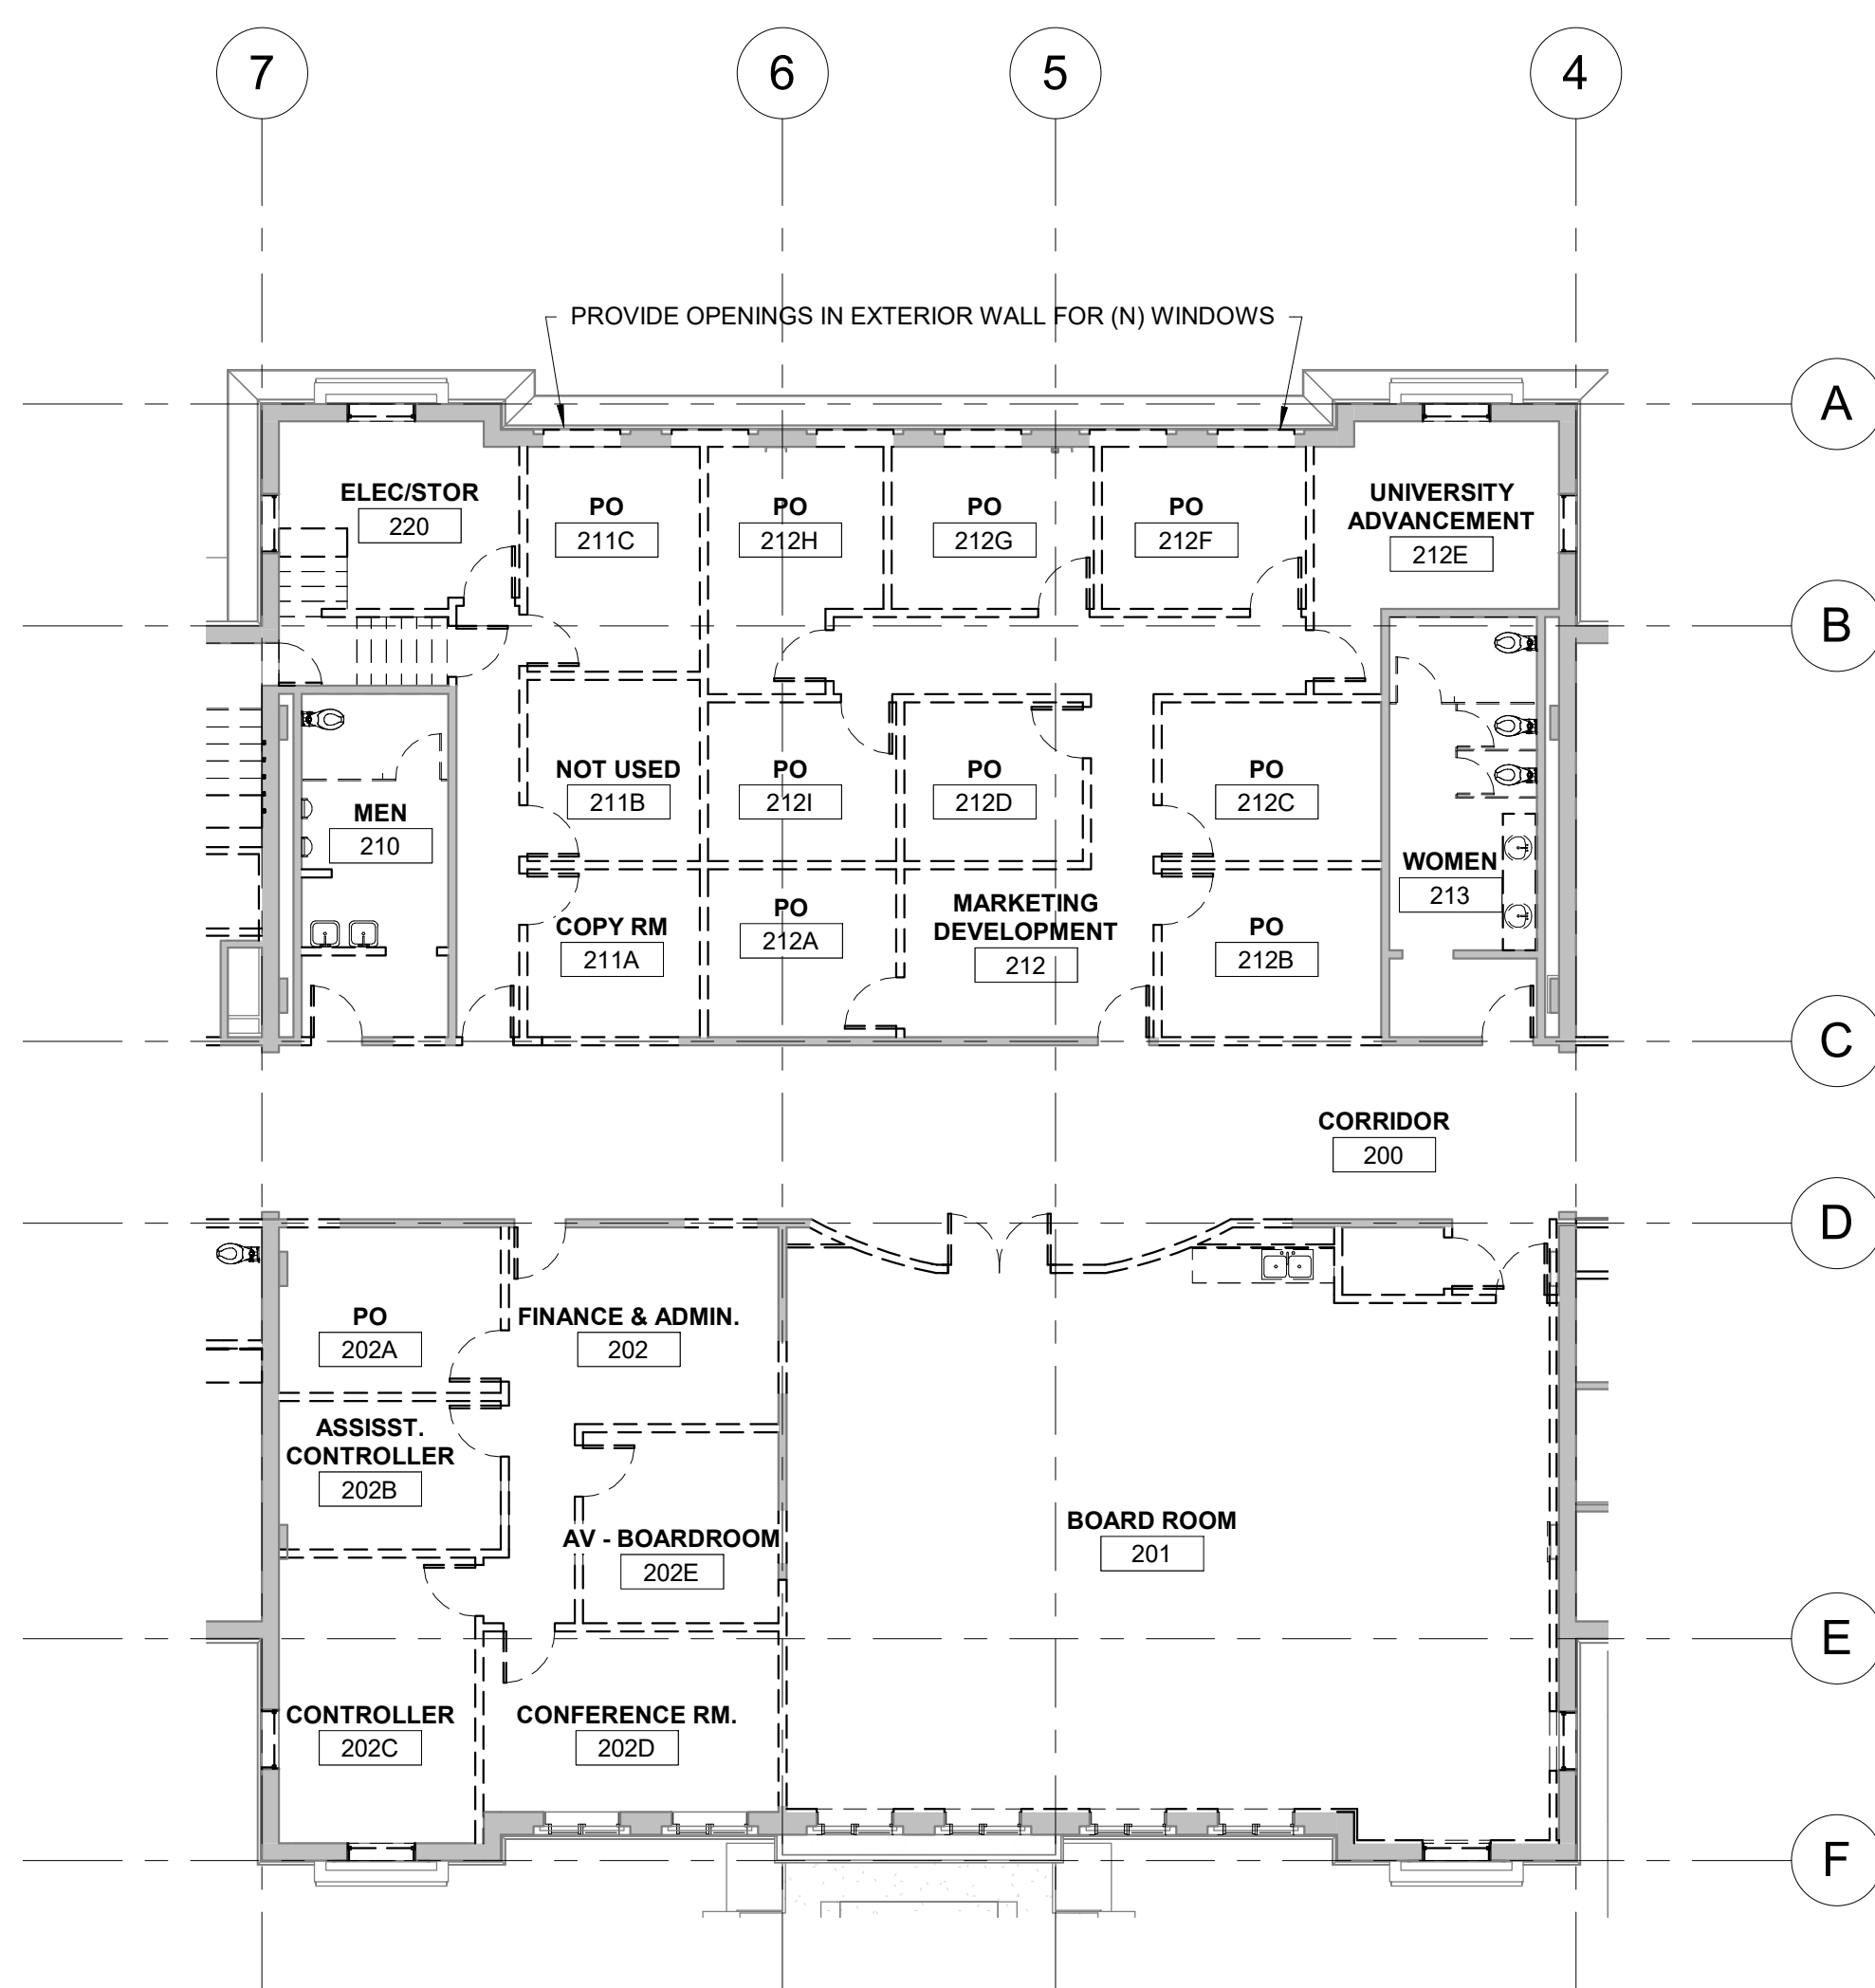 7
6
5
4
PROVIDE OPENINGS IN EXTERIOR WALL FOR (N) WINDOWS
A
ELEC/STOR
220
PO
211C
PO
212H
PO
212G
PO
212F
UNIVERSITY
ADVANCEMENT
212E
B
NOT USED
211B
PO
212I
PO
212D
PO
212C
MEN
210
WOMEN
213
COPY RM
211A
PO
212A
MARKETING
DEVELOPMENT
212
PO
212B
C
CORRIDOR
200
D
PO
202A
FINANCE & ADMIN.
202
ASSISST.
CONTROLLER
202B
AV - BOARDROOM
202E
BOARD ROOM
201
E
CONTROLLER
202C
CONFERENCE RM.
202D
F